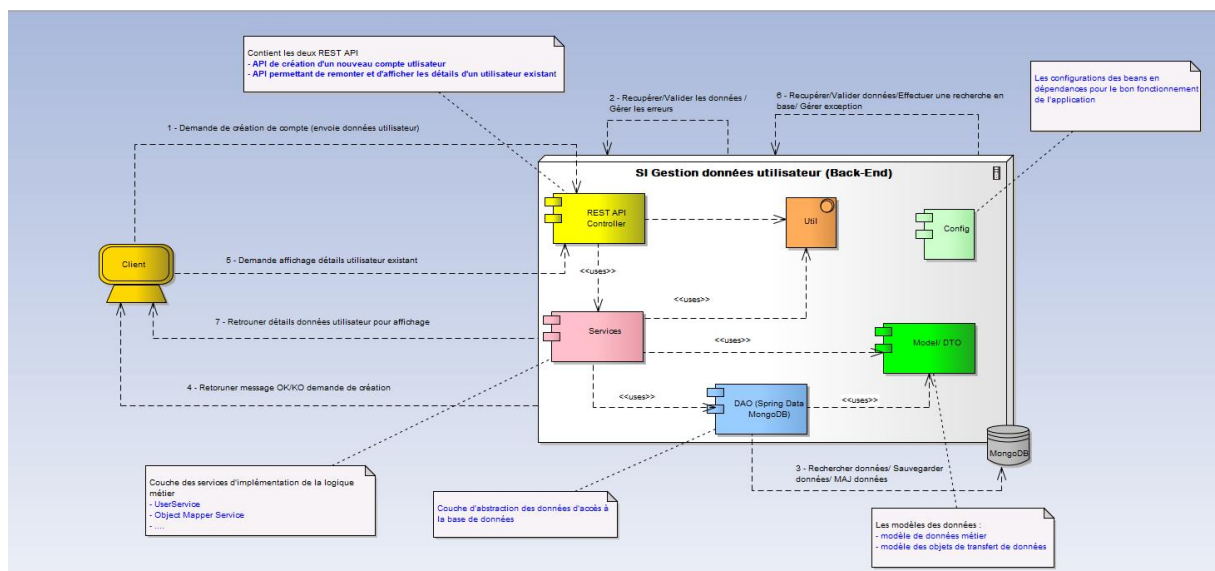 Contient les deux REST API
- API de création d'un nouveau compte utlisateur
- API permettant de remonter et d'afficher les détails d'un utilisateur existant
Les configurations des beans en
dépendances pour le bon fonctionnement
de l'application
2 - Recupérer/Valider les données /
Gérer les erreurs
6 - Recupérer/Valider données/Effectuer une recherche en
base/ Gérer exception
1 - Demande de création de compte (envoie données utilisateur)
SI Gestion données utilisateur (Back-End)
REST API
Controller
Util
Config
Client
5 - Demande affichage détails utilisateur existant
<<uses>>
<<uses>>
7 - Retrouner détails données utilisateur pour affichage
Services
<<uses>>
Model/ DTO
4 - Retoruner message OK/KO demande de création
<<uses>>
DAO (Spring Data
MongoDB)
<<uses>>
MongoDB
3 - Rechercher données/ Sauvegarder
données/ MAJ données
Couche des services d'implémentation de la logique
métier
- UserService
- Object Mapper Service
- ....
Couche d'abstraction des données d'accès à
la base de données
Les modèles des données :
- modèle de données métier
- modèle des objets de transfert de données